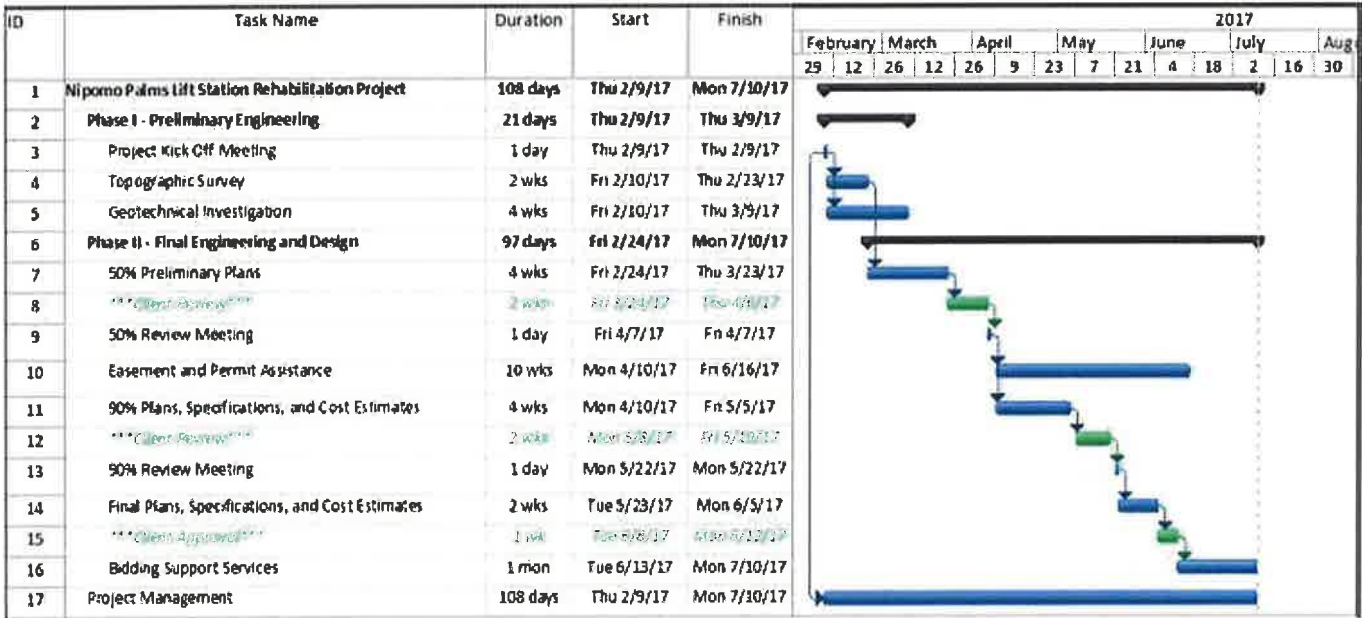 ID Task Name Duration Start Finish 2017
February March April May June July Aug
29 12 26 12 26 9 23 7 21 4 18 2 16 30
1 Nipomo Palms Lift Station Rehabilitation Project 108 days Thu 2/9/17 Mon 7/10/17
2 Phase I - Preliminary Engineering 21 days Thu 2/9/17 Thu 3/9/17
3 Project Kick Off Meeting 1 day Thu 2/9/17 Thu 2/9/17
4 Topographic Survey 2 wks Fri 2/10/17 Thu 2/23/17
5 Geotechnical Investigation 4 wks Fri 2/10/17 Thu 3/9/17
6 Phase II - Final Engineering and Design 97 days Fri 2/24/17 Mon 7/10/17
7 50% Preliminary Plans 4 wks Fri 2/24/17 Thu 3/23/17
8 ***Client Review*** 2 wks
9 50% Review Meeting 1 day Fri 4/7/17 Fri 4/7/17
10 Easement and Permit Assistance 10 wks Mon 4/10/17 Fri 6/16/17
11 90% Plans, Specifications, and Cost Estimates 4 wks Mon 4/10/17 Fri 5/5/17
12 ***Client Review*** 2 wks
13 90% Review Meeting 1 day Mon 5/22/17 Mon 5/22/17
14 Final Plans, Specifications, and Cost Estimates 2 wks Tue 5/23/17 Mon 6/5/17
15 ***Client Approval*** 1 wk
16 Bidding Support Services 1 mon Tue 6/13/17 Mon 7/10/17
17 Project Management 108 days Thu 2/9/17 Mon 7/10/17